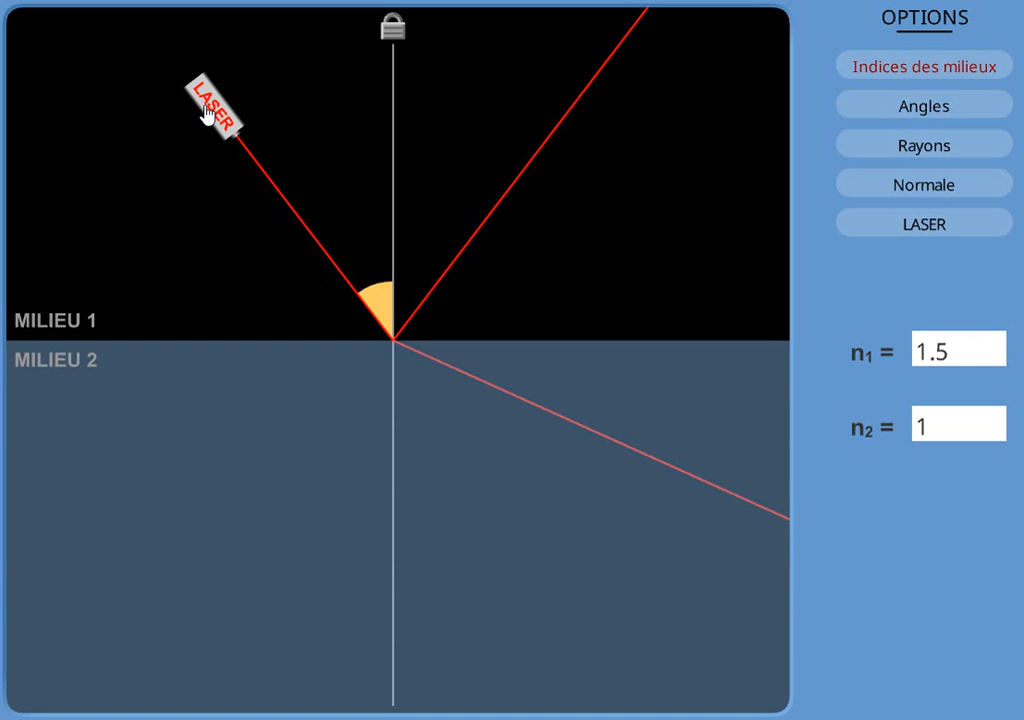 LASER
MILIEU 1
MILIEU 2
OPTIONS
Indices des milieux
Angles
Rayons
Normale
LASER
n₁ = 1.5
n₂ = 1